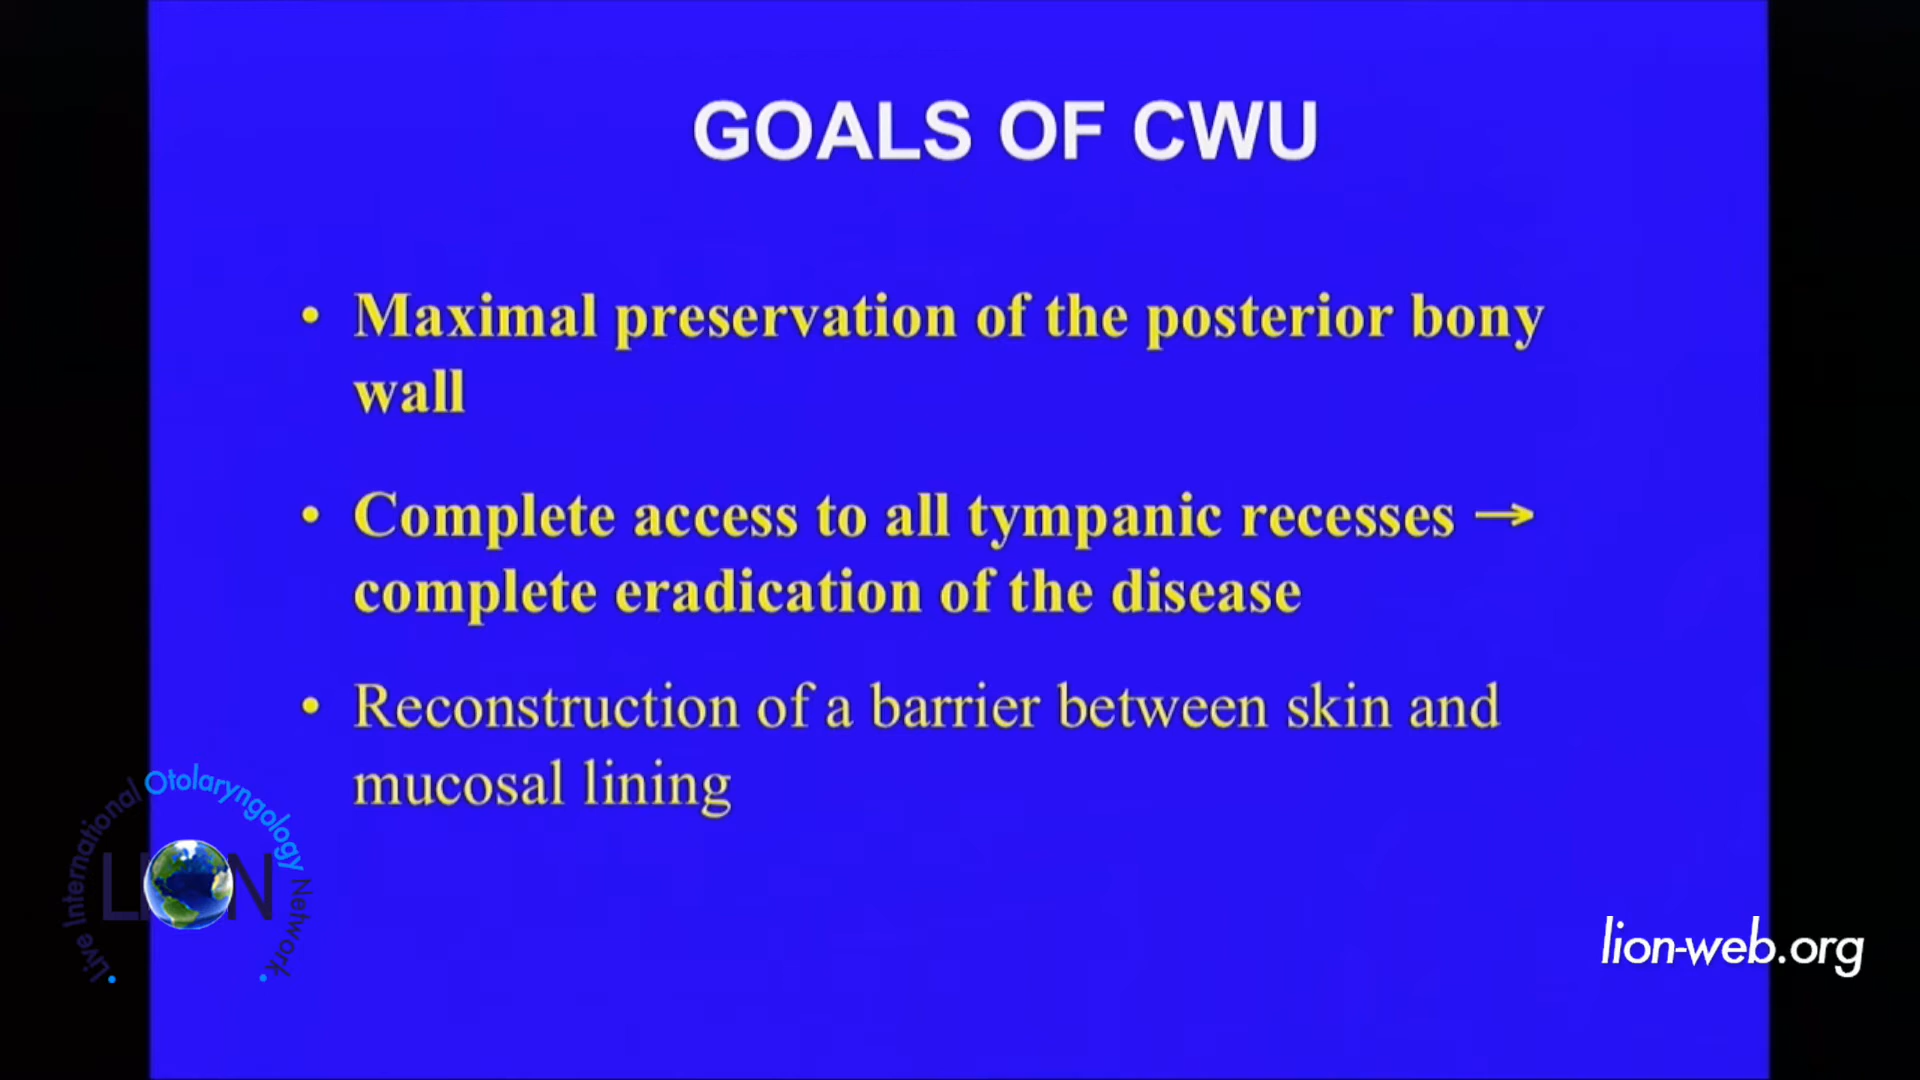 GOALS OF CWU
• Maximal preservation of the posterior bony
wall
• Complete access to all tympanic recesses →
complete eradication of the disease
• Reconstruction of a barrier between skin and
mucosal lining
Live International Otolaryngology Network
LION
lion-web.org